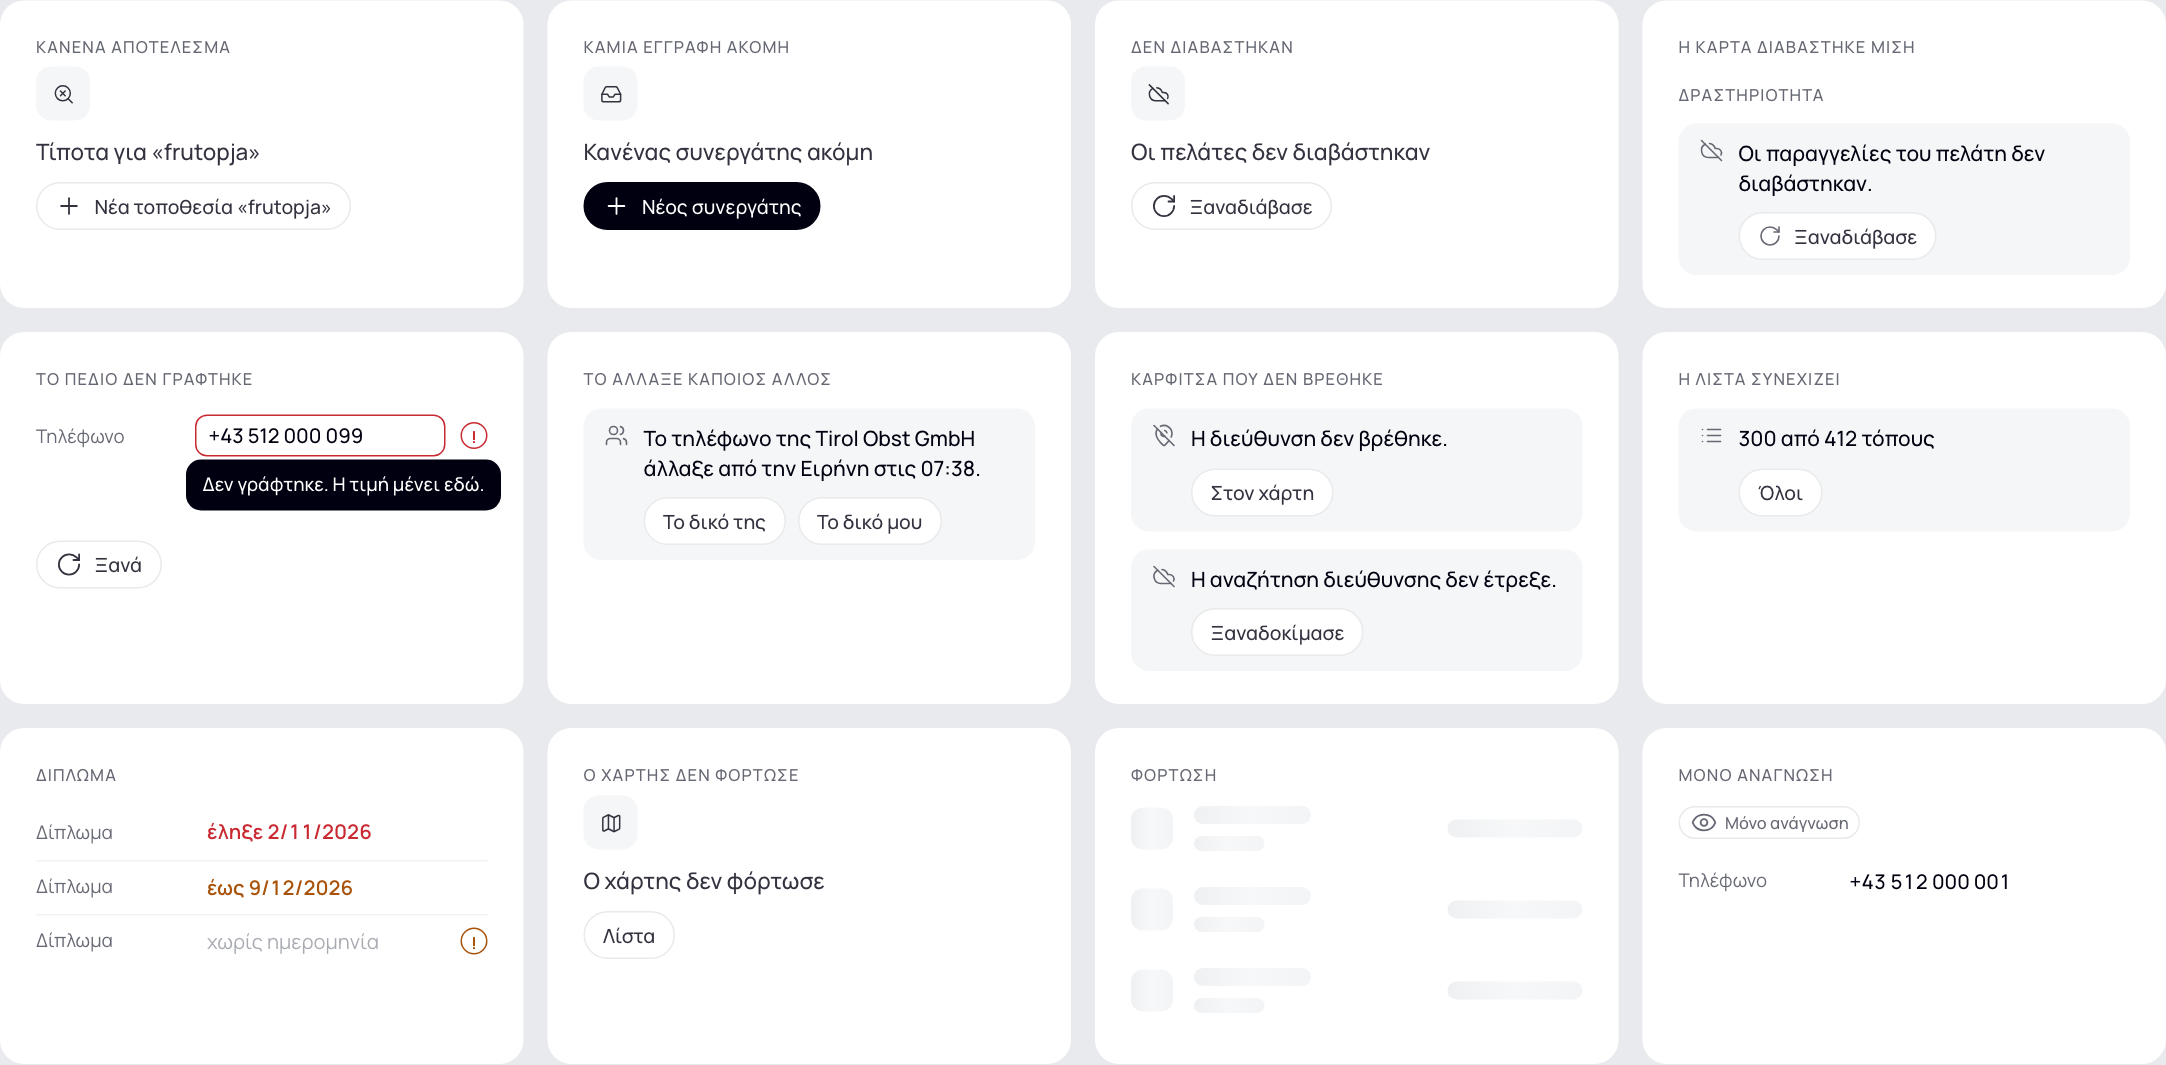 ΚΑΝΕΝΑ ΑΠΟΤΕΛΕΣΜΑ
Τίποτα για «frutopja»
Νέα τοποθεσία «frutopja»
ΚΑΜΙΑ ΕΓΓΡΑΦΗ ΑΚΟΜΗ
Κανένας συνεργάτης ακόμη
Νέος συνεργάτης
ΔΕΝ ΔΙΑΒΑΣΤΗΚΑΝ
Οι πελάτες δεν διαβάστηκαν
Ξαναδιάβασε
Η ΚΑΡΤΑ ΔΙΑΒΑΣΤΗΚΕ ΜΙΣΗ
ΔΡΑΣΤΗΡΙΟΤΗΤΑ
Οι παραγγελίες του πελάτη δεν
διαβάστηκαν.
Ξαναδιάβασε
ΤΟ ΠΕΔΙΟ ΔΕΝ ΓΡΑΦΤΗΚΕ
Τηλέφωνο
+43 512 000 099
Δεν γράφτηκε. Η τιμή μένει εδώ.
Ξανά
ΤΟ ΑΛΛΑΞΕ ΚΑΠΟΙΟΣ ΑΛΛΟΣ
Το τηλέφωνο της Tirol Obst GmbH
άλλαξε από την Ειρήνη στις 07:38.
Το δικό της
Το δικό μου
ΚΑΡΦΙΤΣΑ ΠΟΥ ΔΕΝ ΒΡΕΘΗΚΕ
Η διεύθυνση δεν βρέθηκε.
Στον χάρτη
Η αναζήτηση διεύθυνσης δεν έτρεξε.
Ξαναδοκίμασε
Η ΛΙΣΤΑ ΣΥΝΕΧΙΖΕΙ
300 από 412 τόπους
Όλοι
ΔΙΠΛΩΜΑ
Δίπλωμα
έληξε 2/11/2026
Δίπλωμα
έως 9/12/2026
Δίπλωμα
χωρίς ημερομηνία
Ο ΧΑΡΤΗΣ ΔΕΝ ΦΟΡΤΩΣΕ
Ο χάρτης δεν φόρτωσε
Λίστα
ΦΟΡΤΩΣΗ
ΜΟΝΟ ΑΝΑΓΝΩΣΗ
Μόνο ανάγνωση
Τηλέφωνο
+43 512 000 001